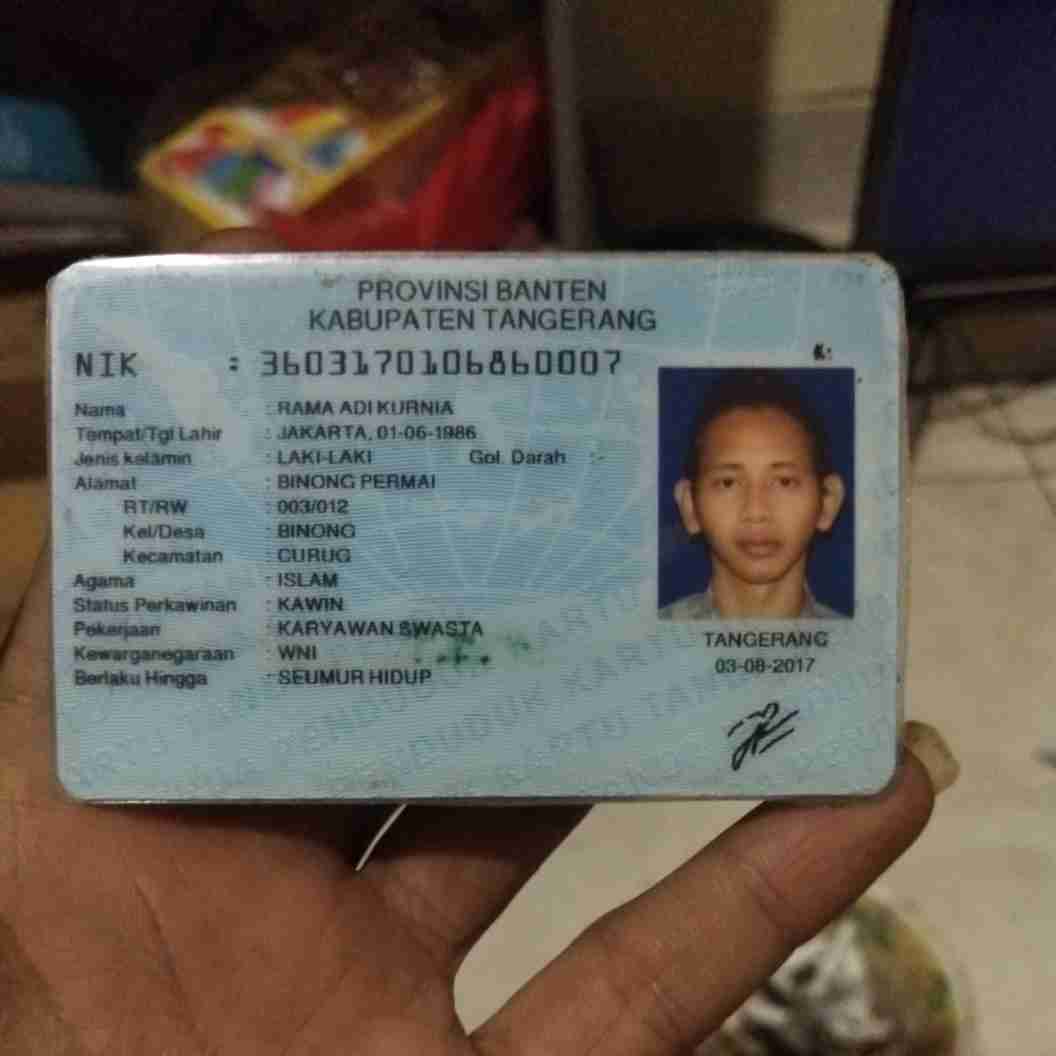 PROVINSI BANTEN
KABUPATEN TANGERANG
NIK : 3603170106860007
Nama : RAMA ADI KURNIA
Tempat/Tgl Lahir : JAKARTA, 01-06-1986
Jenis kelamin : LAKI-LAKI Gol. Darah : -
Alamat : BINONG PERMAI
RT/RW : 003/012
Kel/Desa : BINONG
Kecamatan : CURUG
Agama : ISLAM
Status Perkawinan : KAWIN
Pekerjaan : KARYAWAN SWASTA
Kewarganegaraan : WNI
Berlaku Hingga : SEUMUR HIDUP
TANGERANG
03-08-2017